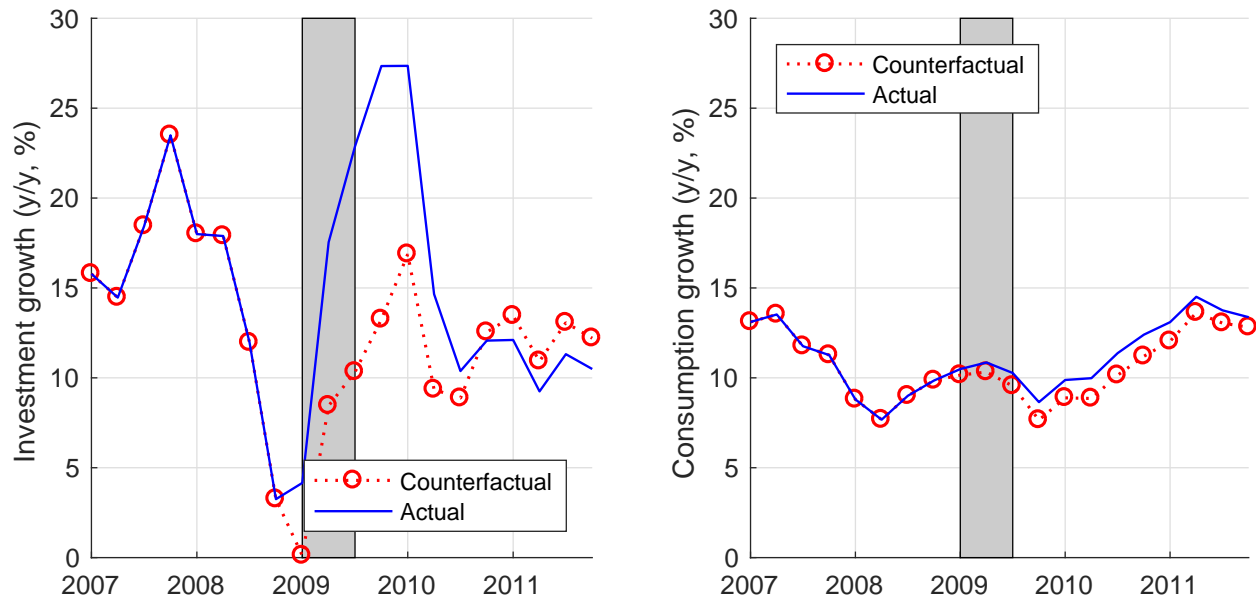 Investment growth (y/y, %)
30
25
20
15
10
5
0
2007 2008 2009 2010 2011
Counterfactual
Actual
Consumption growth (y/y, %)
30
25
20
15
10
5
0
2007 2008 2009 2010 2011
Counterfactual
Actual